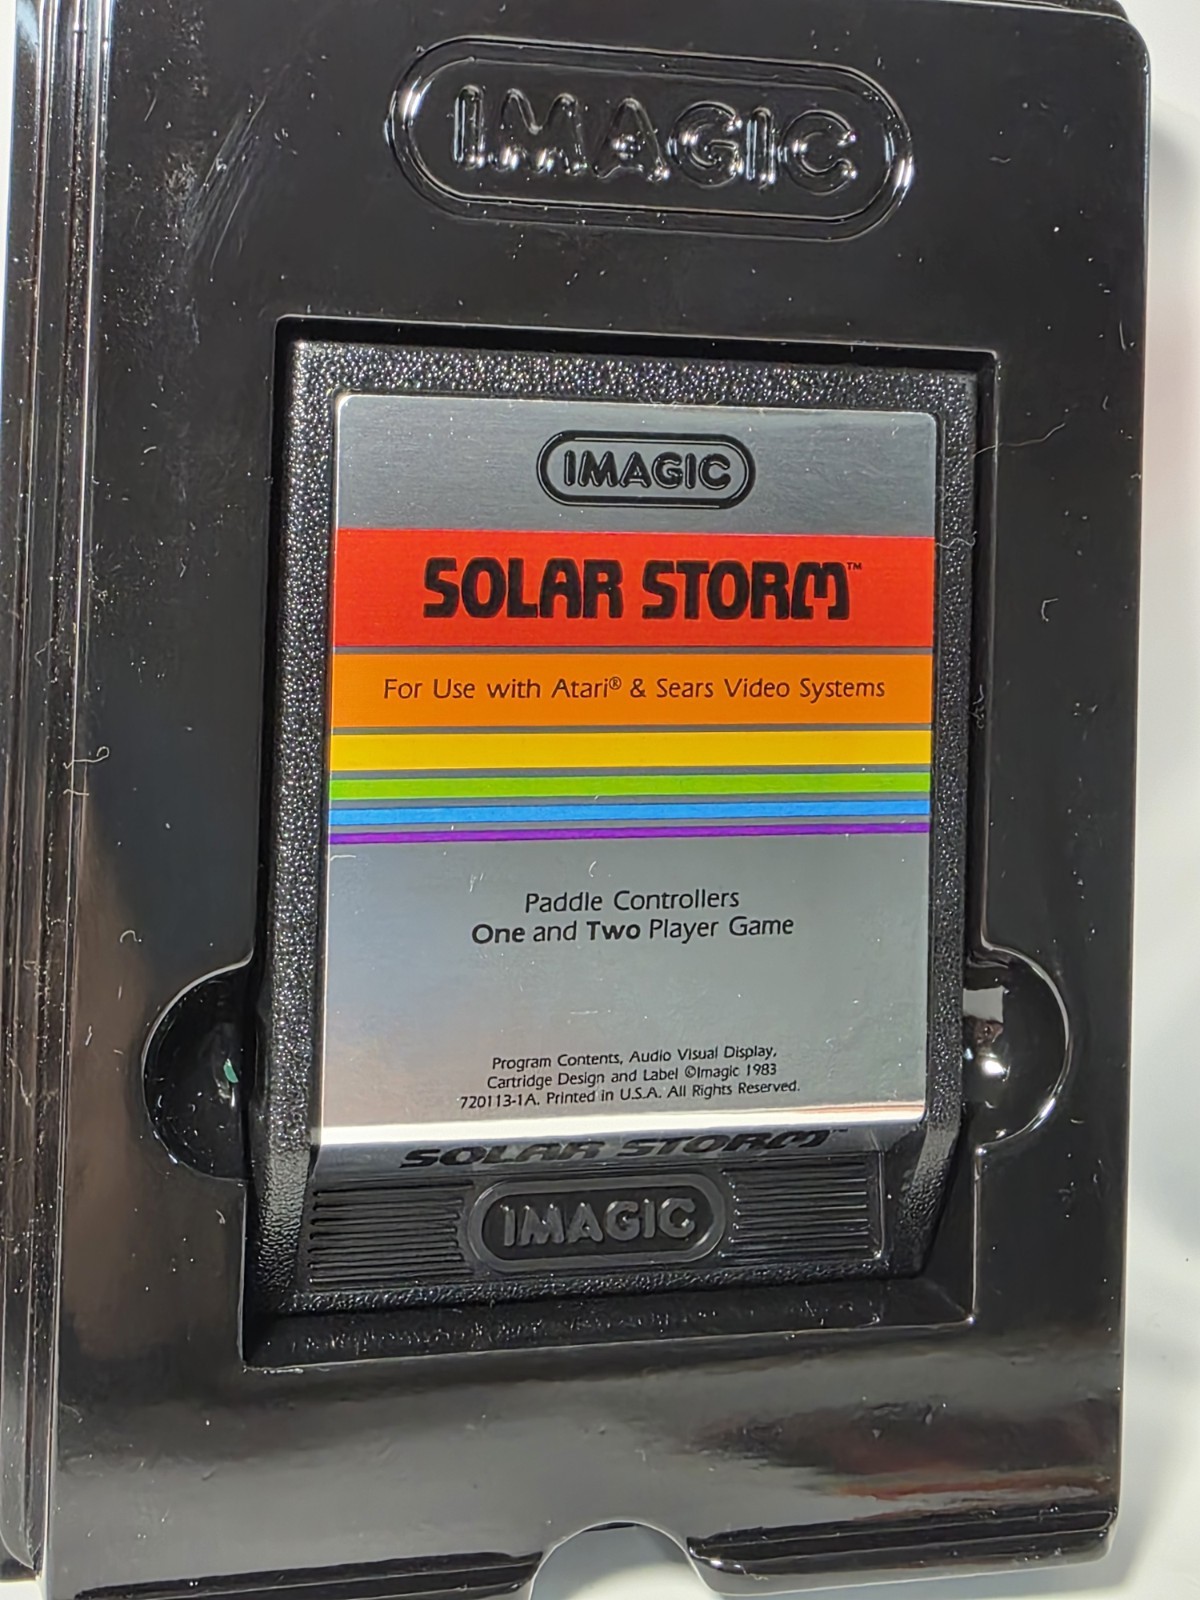 IMAGIC
IMAGIC
SOLAR STORM™
For Use with Atari® & Sears Video Systems
Paddle Controllers
One and Two Player Game
Program Contents, Audio Visual Display,
Cartridge Design and Label ©Imagic 1983
720113-1A. Printed in U.S.A. All Rights Reserved.
SOLAR STORM™
IMAGIC